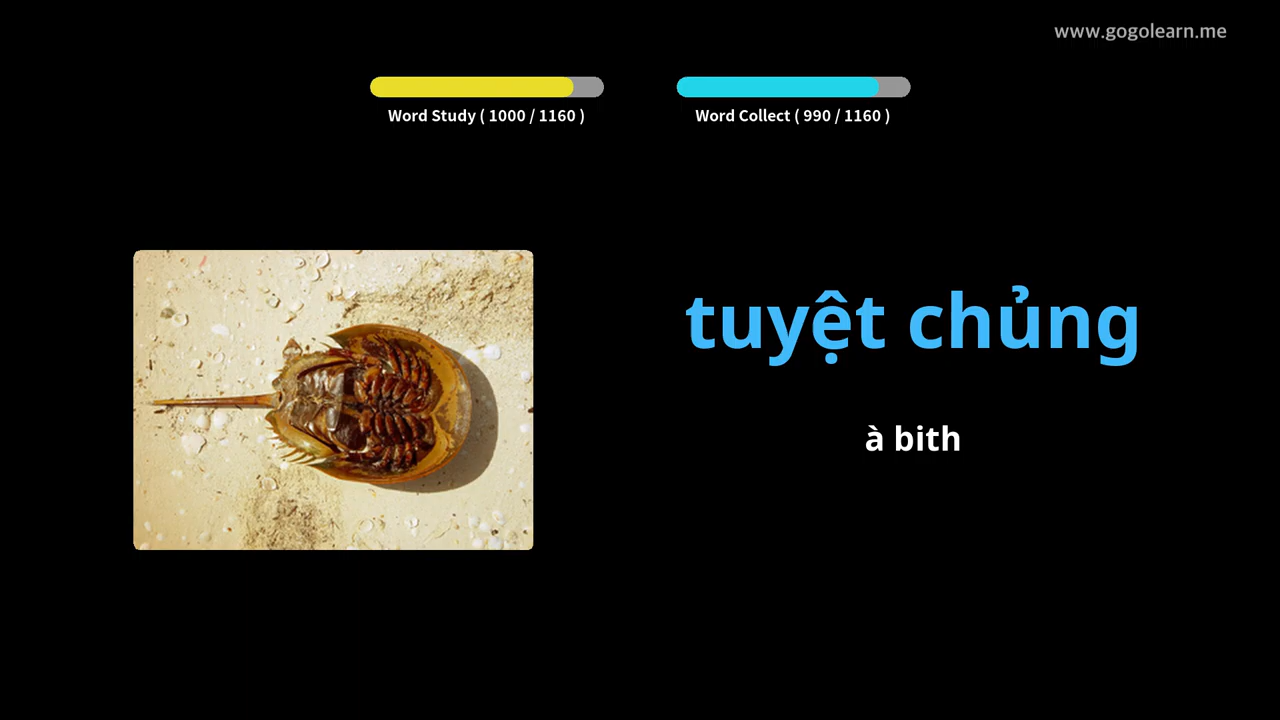 www.gogolearn.me
Word Study ( 1000 / 1160 )
Word Collect ( 990 / 1160 )
tuyệt chủng
à bith